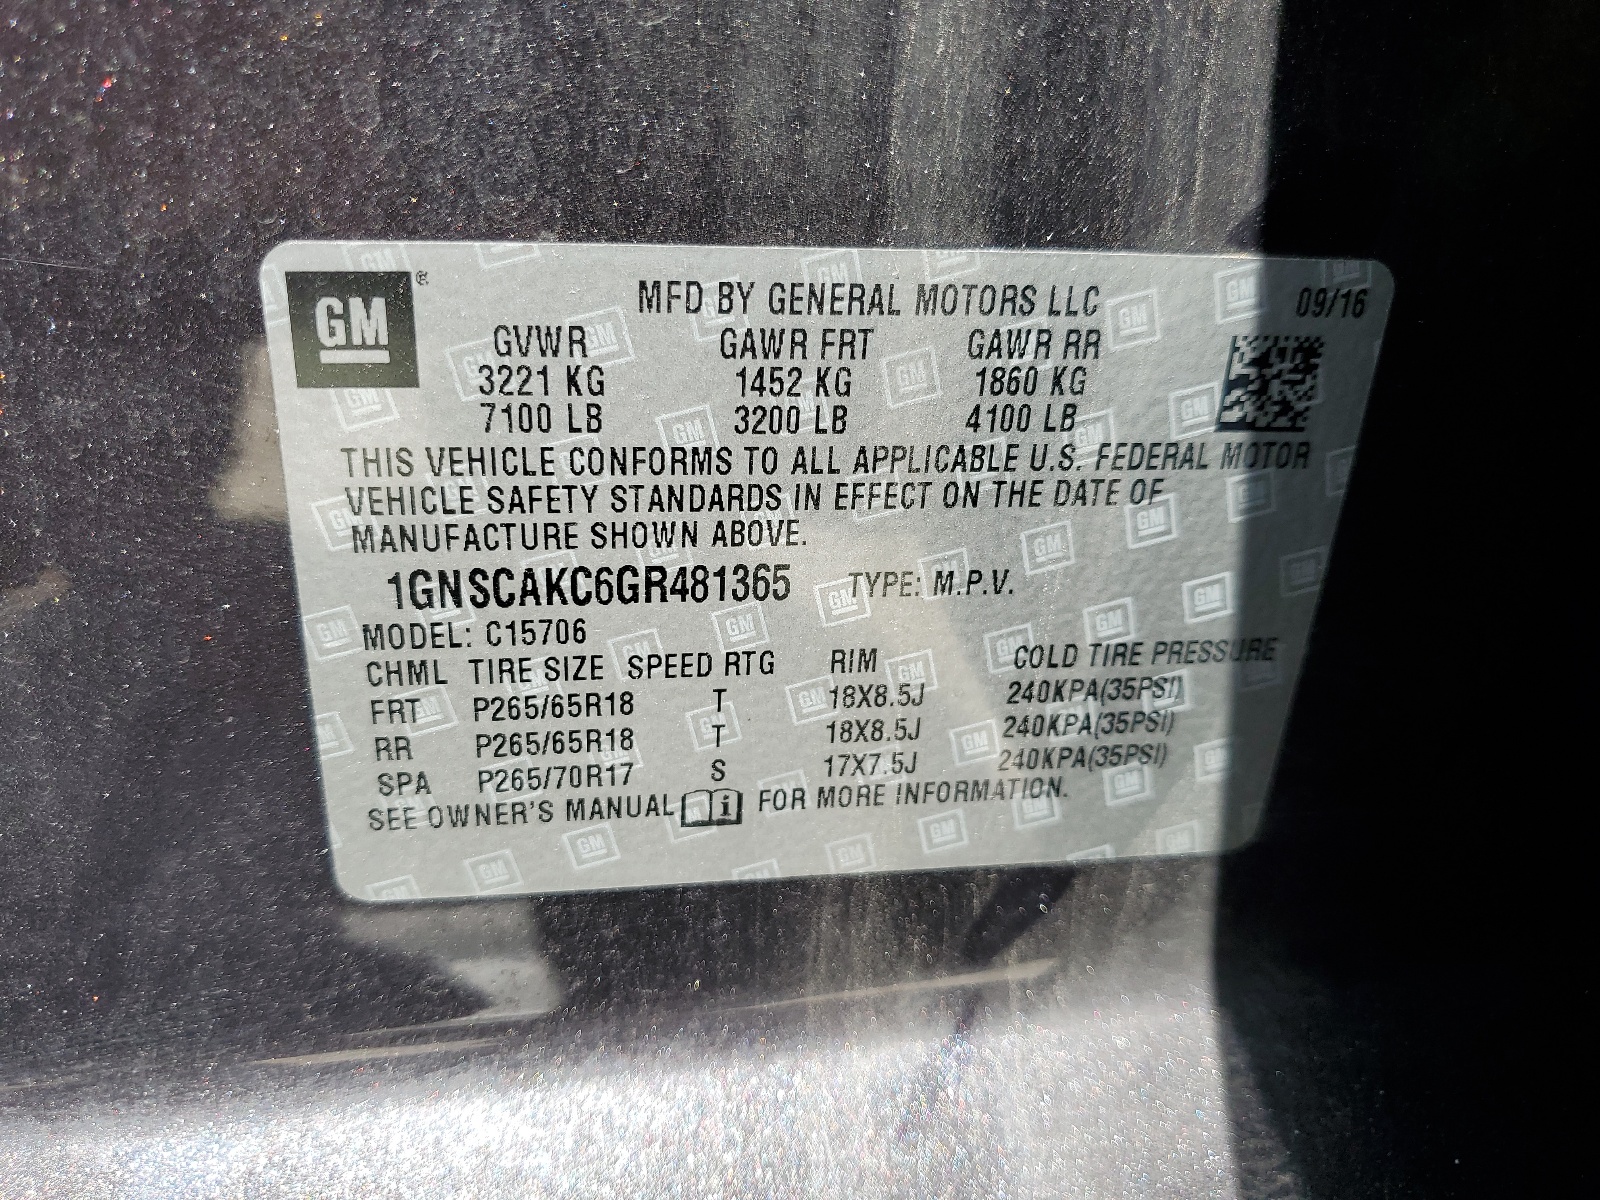 GM®
MFD BY GENERAL MOTORS LLC 09/16
GVWR GAWR FRT GAWR RR
3221 KG 1452 KG 1860 KG
7100 LB 3200 LB 4100 LB
THIS VEHICLE CONFORMS TO ALL APPLICABLE U.S. FEDERAL MOTOR
VEHICLE SAFETY STANDARDS IN EFFECT ON THE DATE OF
MANUFACTURE SHOWN ABOVE.
1GNSCAKC6GR481365 TYPE: M.P.V.
MODEL: C15706
CHML TIRE SIZE SPEED RTG RIM COLD TIRE PRESSURE
FRT P265/65R18 T 18X8.5J 240KPA(35PSI)
RR P265/65R18 T 18X8.5J 240KPA(35PSI)
SPA P265/70R17 S 17X7.5J 240KPA(35PSI)
SEE OWNER'S MANUAL i FOR MORE INFORMATION.